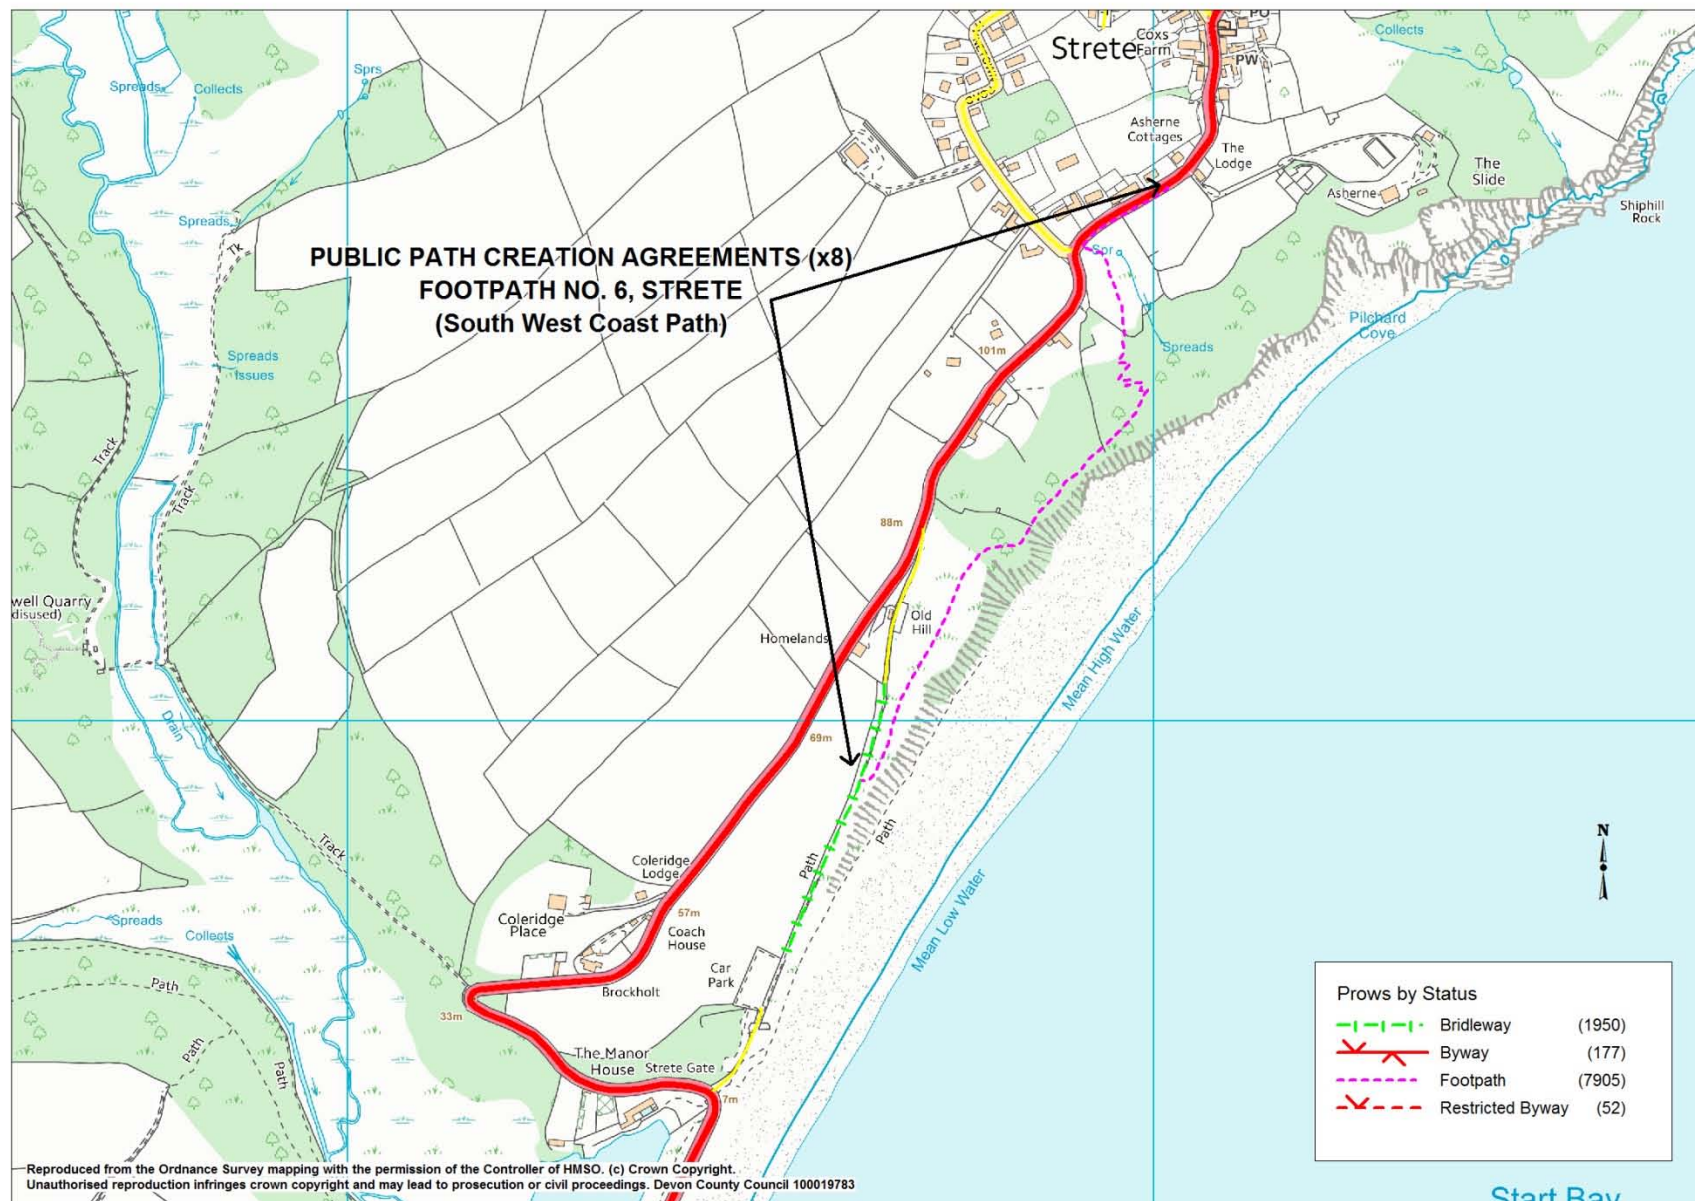 PO
Strete
Coxs
Farm
PW
Collects
Sprs
Spreads
Collects
Asherne
Cottages
The
Lodge
The
Slide
Asherne
Shiphill
Rock
Spreads
Tk
PUBLIC PATH CREATION AGREEMENTS (x8)
FOOTPATH NO. 6, STRETE
(South West Coast Path)
Spr
Spreads
Pilchard
Cove
101m
Spreads
Issues
Track
Track
88m
well Quarry
disused)
Old
Hill
Homelands
Mean High Water
Drain
69m
Path
Path
Track
Coleridge
Lodge
57m
Coleridge
Place
Coach
House
Mean Low Water
N
Spreads
Collects
Car
Park
Brockholt
Path
33m
Path
Path
The Manor
House
Strete Gate
7m
Prows by Status
Bridleway (1950)
Byway (177)
Footpath (7905)
Restricted Byway (52)
Reproduced from the Ordnance Survey mapping with the permission of the Controller of HMSO. (c) Crown Copyright.
Unauthorised reproduction infringes crown copyright and may lead to prosecution or civil proceedings. Devon County Council 100019783
Start Bay